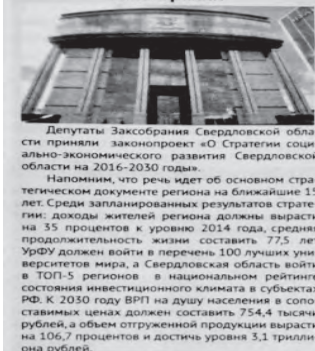 Депутаты Заксобрания Свердловской обла-
сти приняли законопроект «О Стратегии соци-
ально-экономического развития Свердловской
области на 2016-2030 годы».
Напомним, что речь идет об основном стра-
тегическом документе региона на ближайшие 15
лет. Среди запланированных результатов страте-
гии: доходы жителей региона должны вырасти
на 35 процентов к уровню 2014 года, средняя
продолжительность жизни составить 77,5 лет,
УрФУ должен войти в перечень 100 лучших уни-
верситетов мира, а Свердловская область войти
в ТОП-5 регионов в национальном рейтинге
состояния инвестиционного климата в субъектах
РФ. К 2030 году ВРП на душу населения в сопо-
ставимых ценах должен составить 754,4 тысячи
рублей, а объем отгруженной продукции вырасти
на 106,7 процентов и достичь уровня 3,1 трилли-
она рублей.